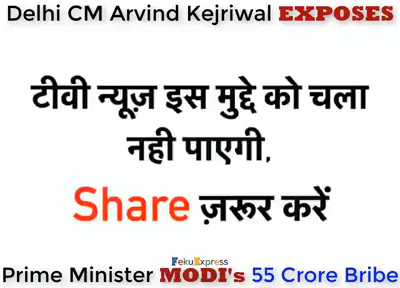 Delhi CM Arvind Kejriwal EXPOSES
टीवी न्यूज़ इस मुद्दे को चला
नही पाएगी,
Share ज़रूर करें
FekuExpress
Prime Minister MODI's 55 Crore Bribe